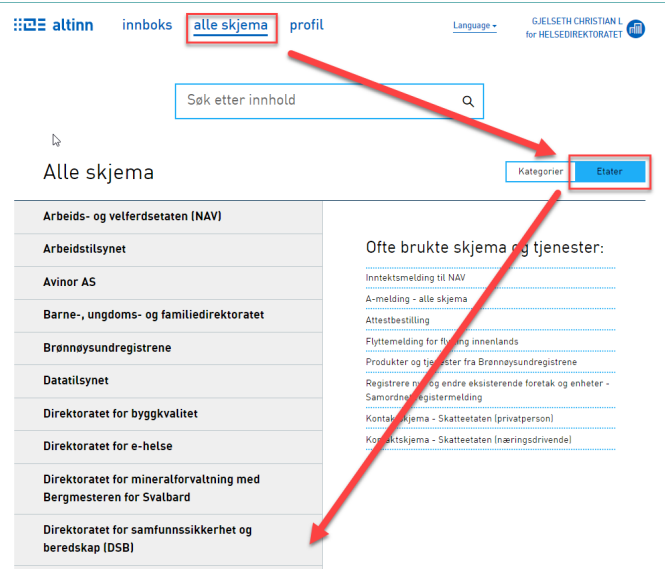 altinn innboks alle skjema profil Language GJELSETH CHRISTIAN L
for HELSEDIREKTORATET
Søk etter innhold
Alle skjema
Kategorier Etater
Arbeids- og velferdsetaten (NAV)
Arbeidstilsynet
Avinor AS
Barne-, ungdoms- og familiedirektoratet
Brønnøysundregistrene
Datatilsynet
Direktoratet for byggkvalitet
Direktoratet for e-helse
Direktoratet for mineralforvaltning med
Bergmesteren for Svalbard
Direktoratet for samfunnssikkerhet og
beredskap (DSB)
Ofte brukte skjema og tjenester:
Inntektsmelding til NAV
A-melding - alle skjema
Attestbestilling
Flyttemelding for flytting innenlands
Produkter og tjenester fra Brønnøysundregistrene
Registrere nye og endre eksisterende foretak og enheter -
Samordnet registermelding
Kontaktskjema - Skatteetaten (privatperson)
Kontaktskjema - Skatteetaten (næringsdrivende)